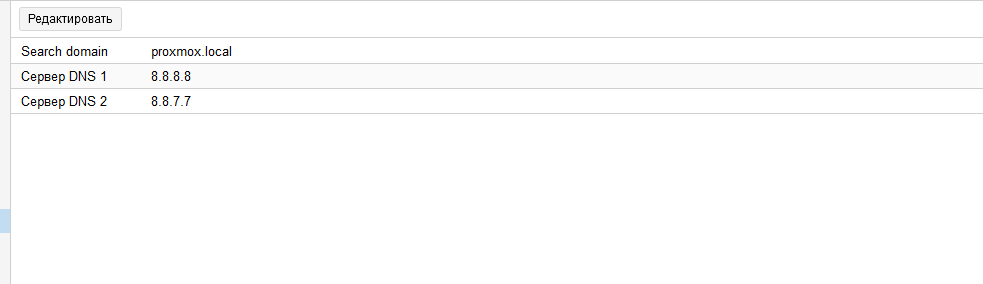 Редактировать
Search domain proxmox.local
Сервер DNS 1 8.8.8.8
Сервер DNS 2 8.8.7.7